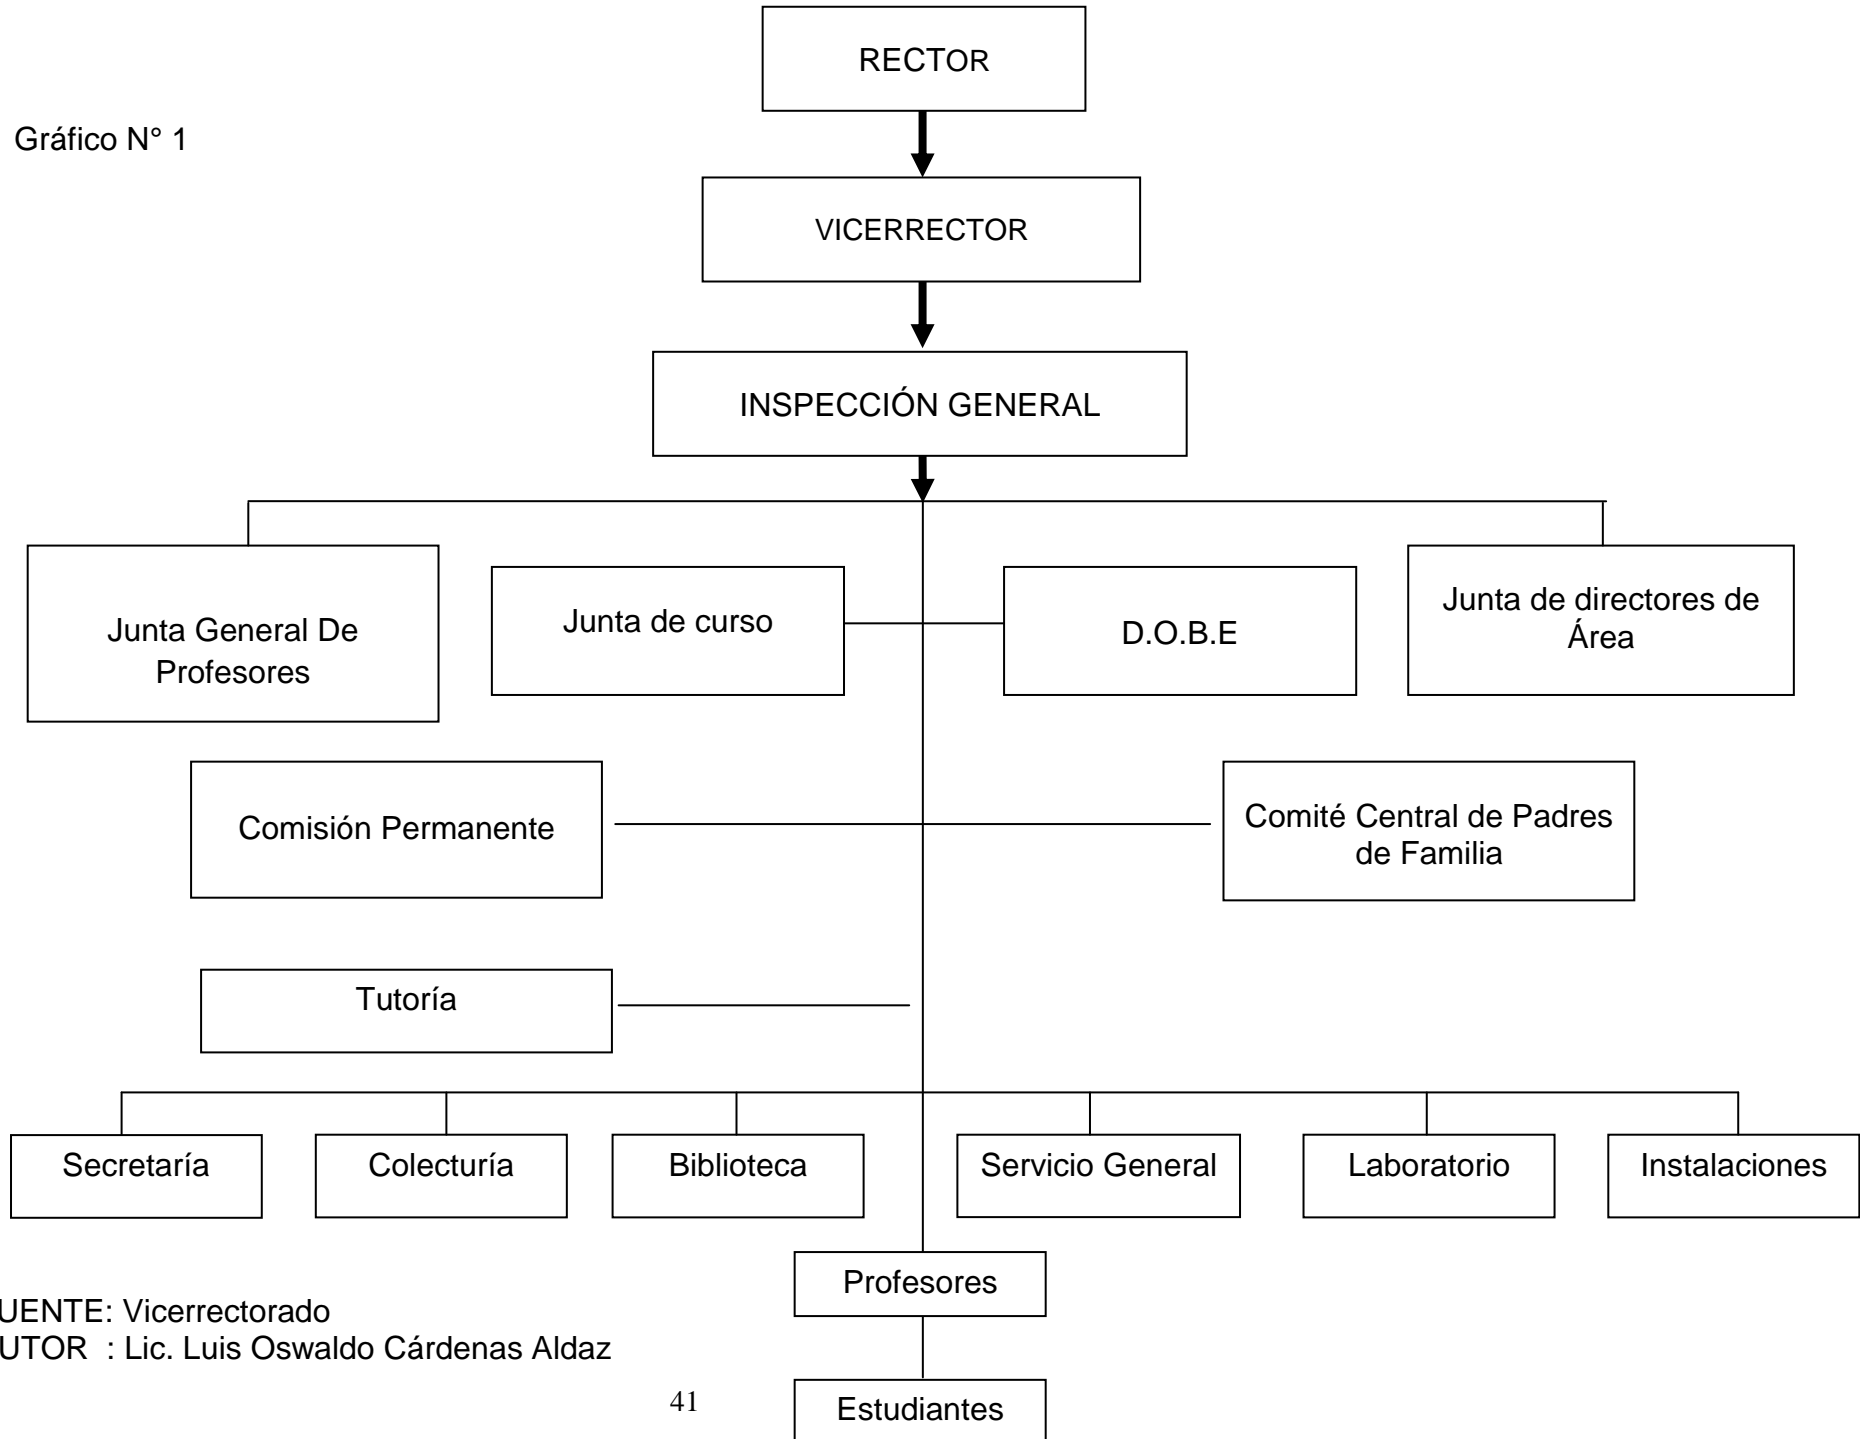 RECTOR
Gráfico N° 1
VICERRECTOR
INSPECCIÓN GENERAL
Junta General De
Profesores
Junta de curso
D.O.B.E
Junta de directores de
Área
Comisión Permanente
Comité Central de Padres
de Familia
Tutoría
Secretaría
Colecturía
Biblioteca
Servicio General
Laboratorio
Instalaciones
Profesores
UENTE: Vicerrectorado
UTOR : Lic. Luis Oswaldo Cárdenas Aldaz
41
Estudiantes